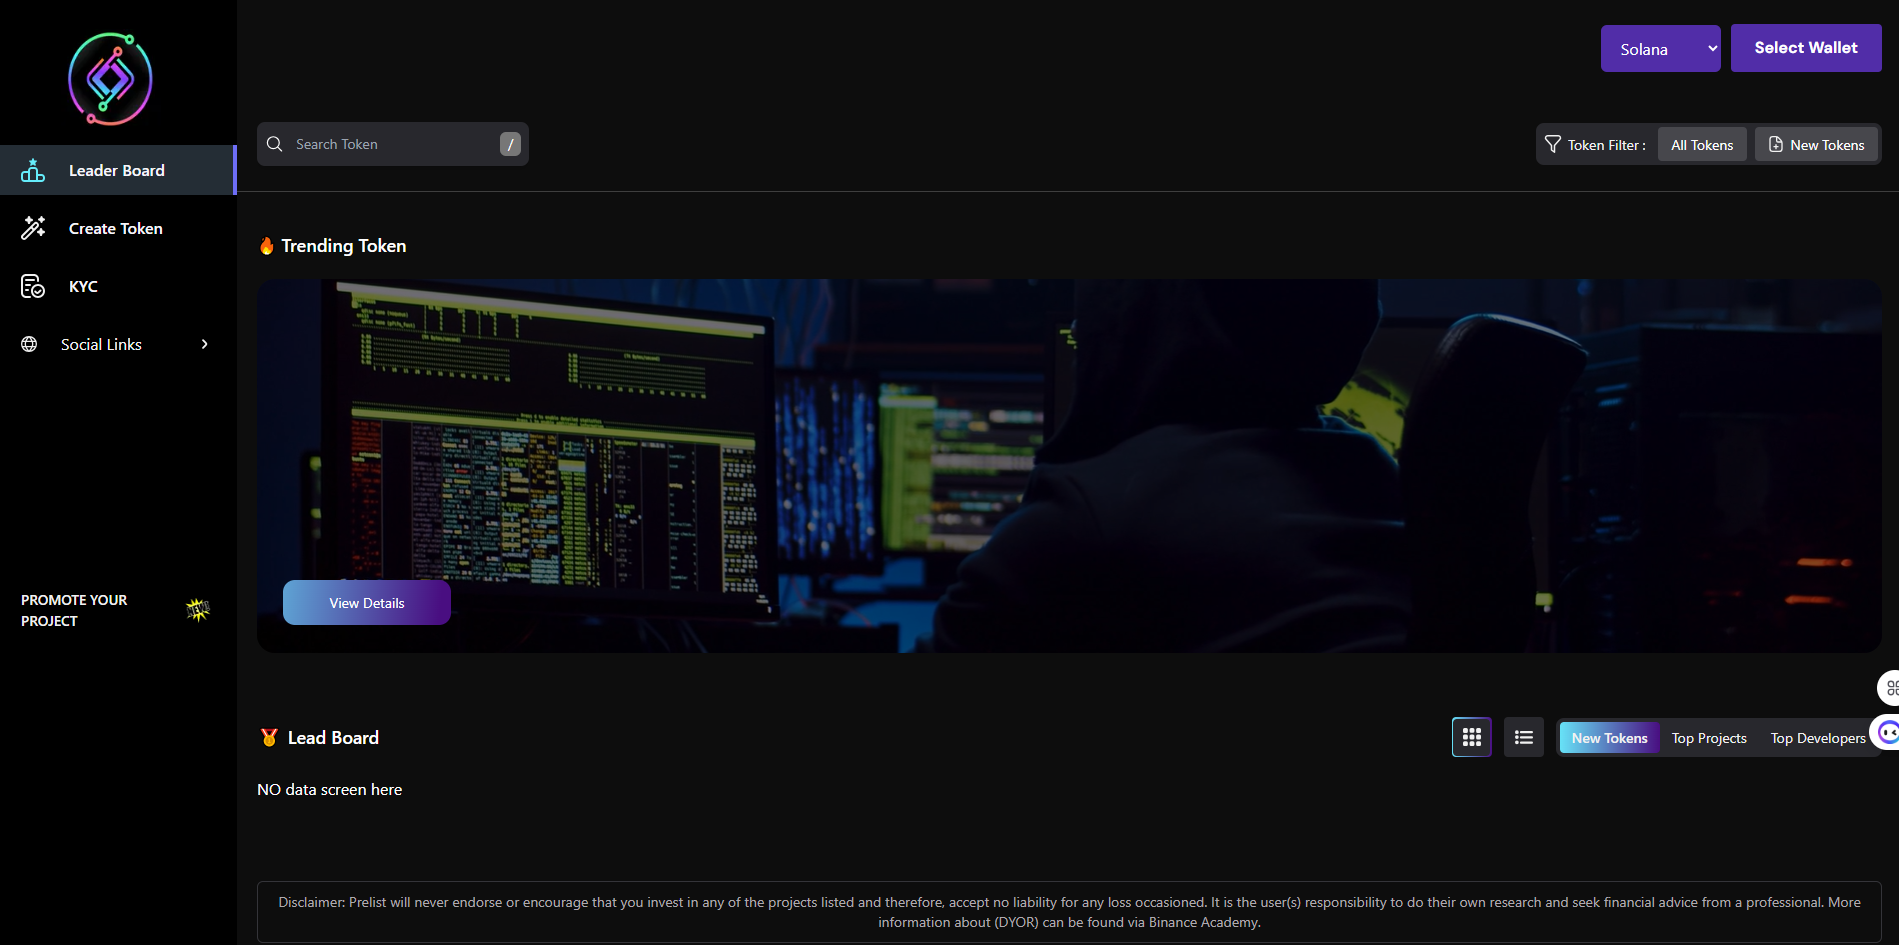 Solana
Select Wallet
Search Token
/
Token Filter :
All Tokens
New Tokens
Leader Board
Create Token
KYC
Social Links
PROMOTE YOUR
PROJECT
🔥 Trending Token
View Details
🏅 Lead Board
New Tokens
Top Projects
Top Developers
NO data screen here
Disclaimer: Prelist will never endorse or encourage that you invest in any of the projects listed and therefore, accept no liability for any loss occasioned. It is the user(s) responsibility to do their own research and seek financial advice from a professional. More
information about (DYOR) can be found via Binance Academy.